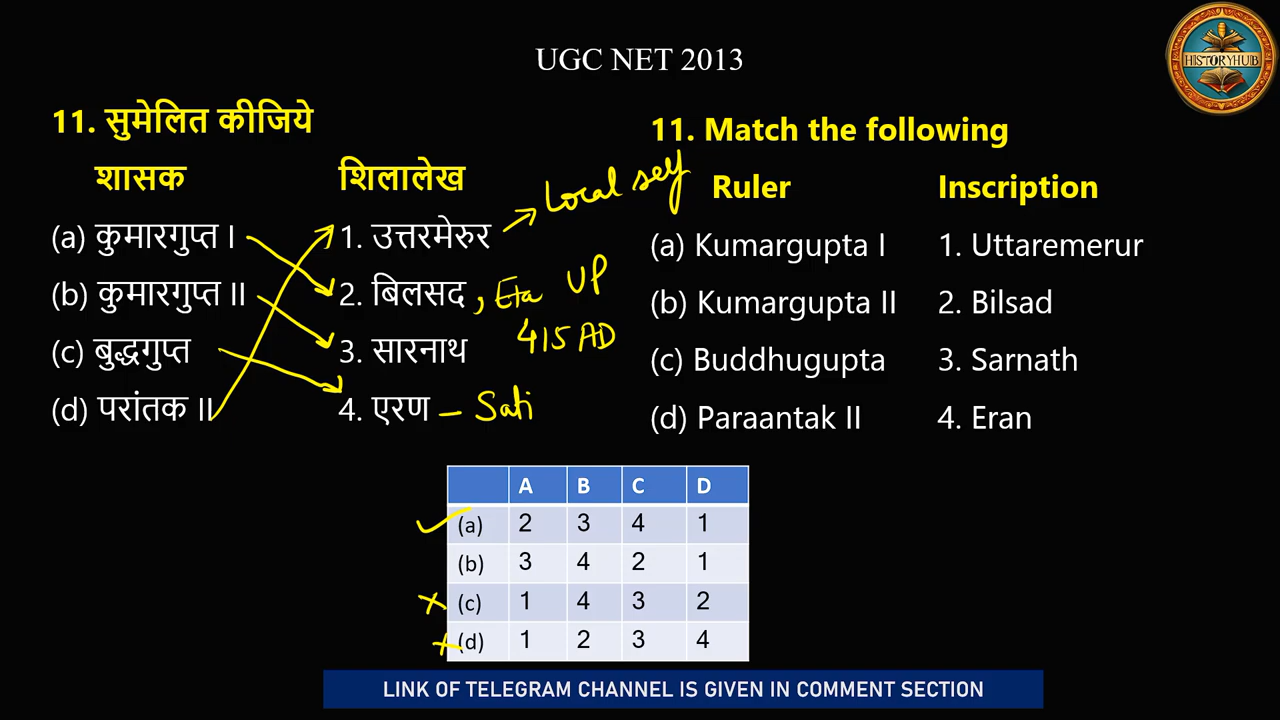 UGC NET 2013
HISTORYHUB
11. सुमेलित कीजिये
शासक शिलालेख
(a) कुमारगुप्त I 1. उत्तरमेरुर
(b) कुमारगुप्त II 2. बिलसद
(c) बुद्धगुप्त 3. सारनाथ
(d) परांतक II 4. एरण
Local self
, Eta UP
415 AD
– Sati
11. Match the following
Ruler Inscription
(a) Kumargupta I 1. Uttaremerur
(b) Kumargupta II 2. Bilsad
(c) Buddhugupta 3. Sarnath
(d) Paraantak II 4. Eran
A B C D
(a) 2 3 4 1
(b) 3 4 2 1
(c) 1 4 3 2
(d) 1 2 3 4
LINK OF TELEGRAM CHANNEL IS GIVEN IN COMMENT SECTION